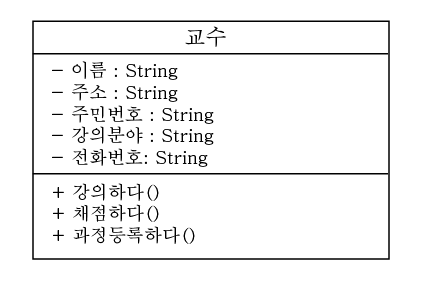 교수
- 이름 : String
- 주소 : String
- 주민번호 : String
- 강의분야 : String
- 전화번호: String
+ 강의하다()
+ 채점하다()
+ 과정등록하다()